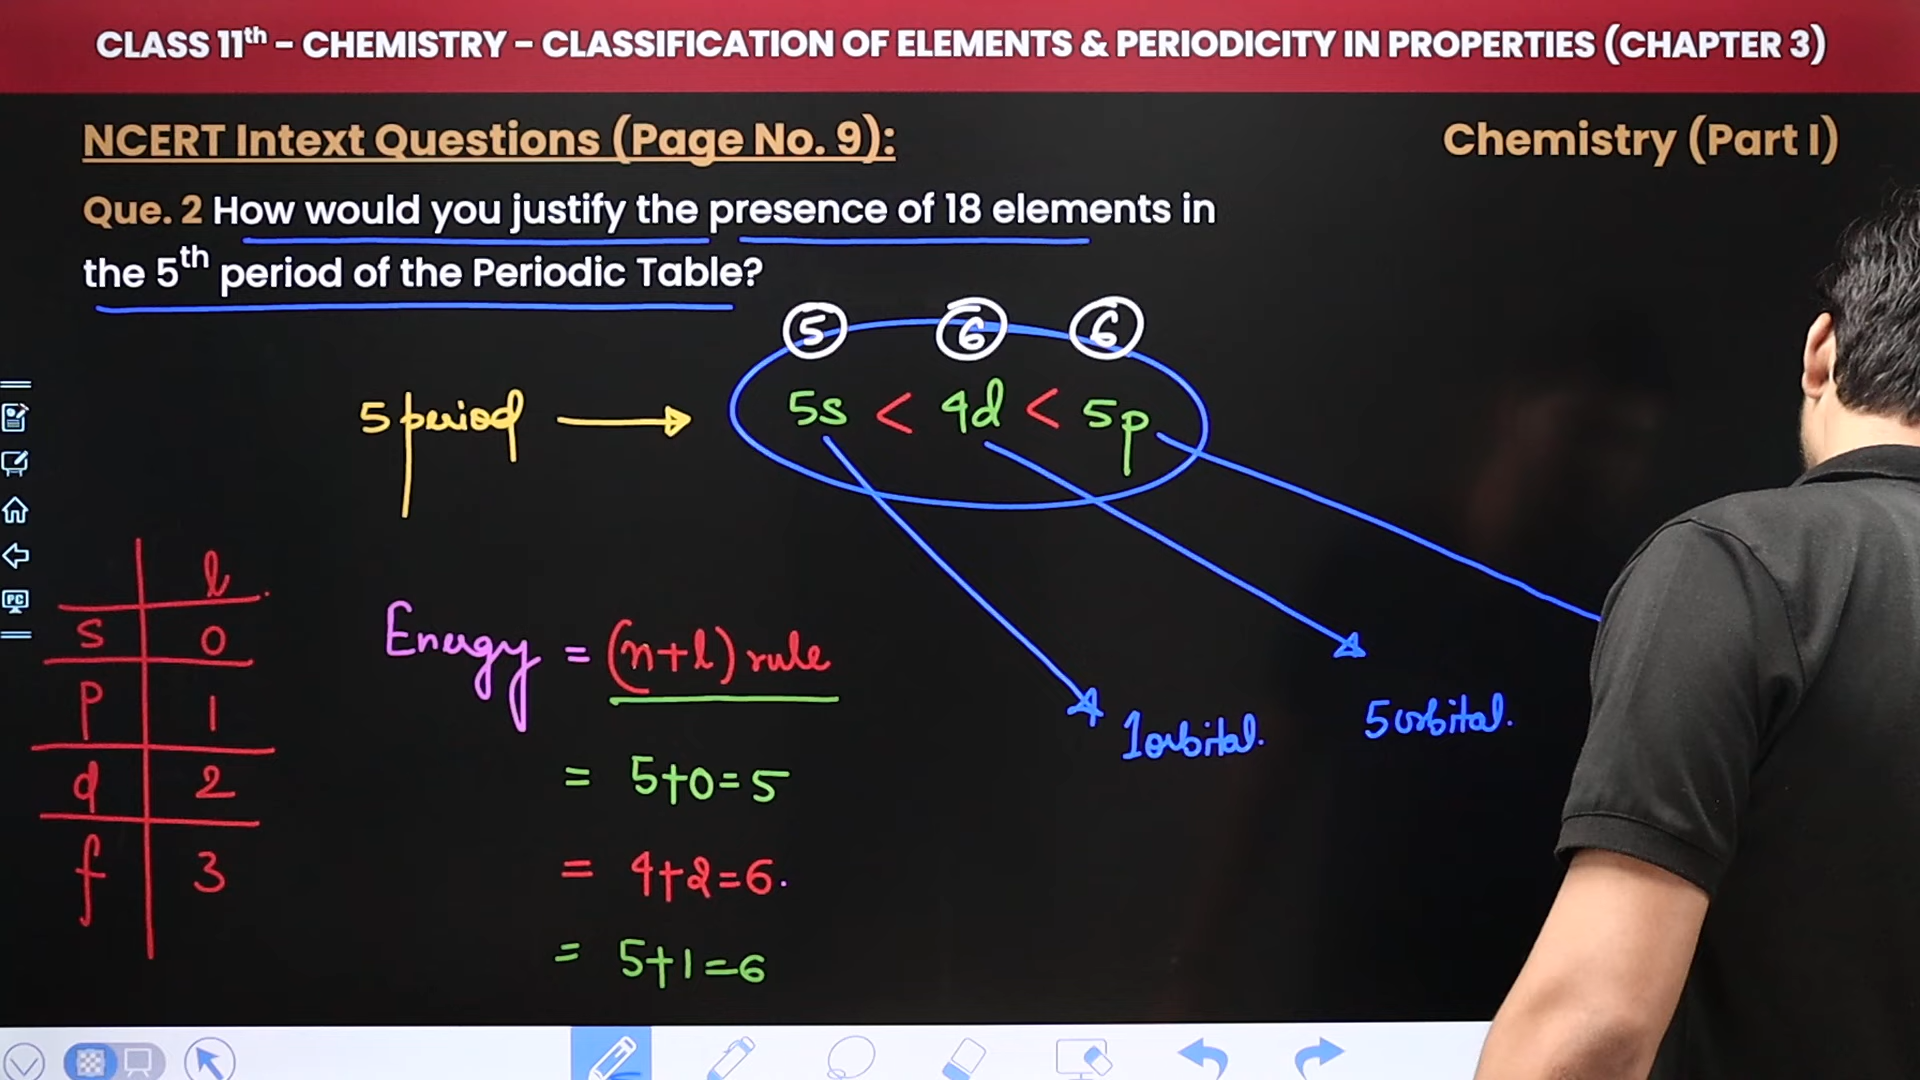 CLASS 11th – CHEMISTRY – CLASSIFICATION OF ELEMENTS & PERIODICITY IN PROPERTIES (CHAPTER 3)
NCERT Intext Questions (Page No. 9):
Chemistry (Part I)
Que. 2 How would you justify the presence of 18 elements in
the 5th period of the Periodic Table?
5 6 6
5 period → 5s < 4d < 5p
l
s 0
p 1
d 2
f 3
Energy = (n+l) rule
1 orbital.
5 orbital.
= 5+0=5
= 4+2=6.
= 5+1=6
PC